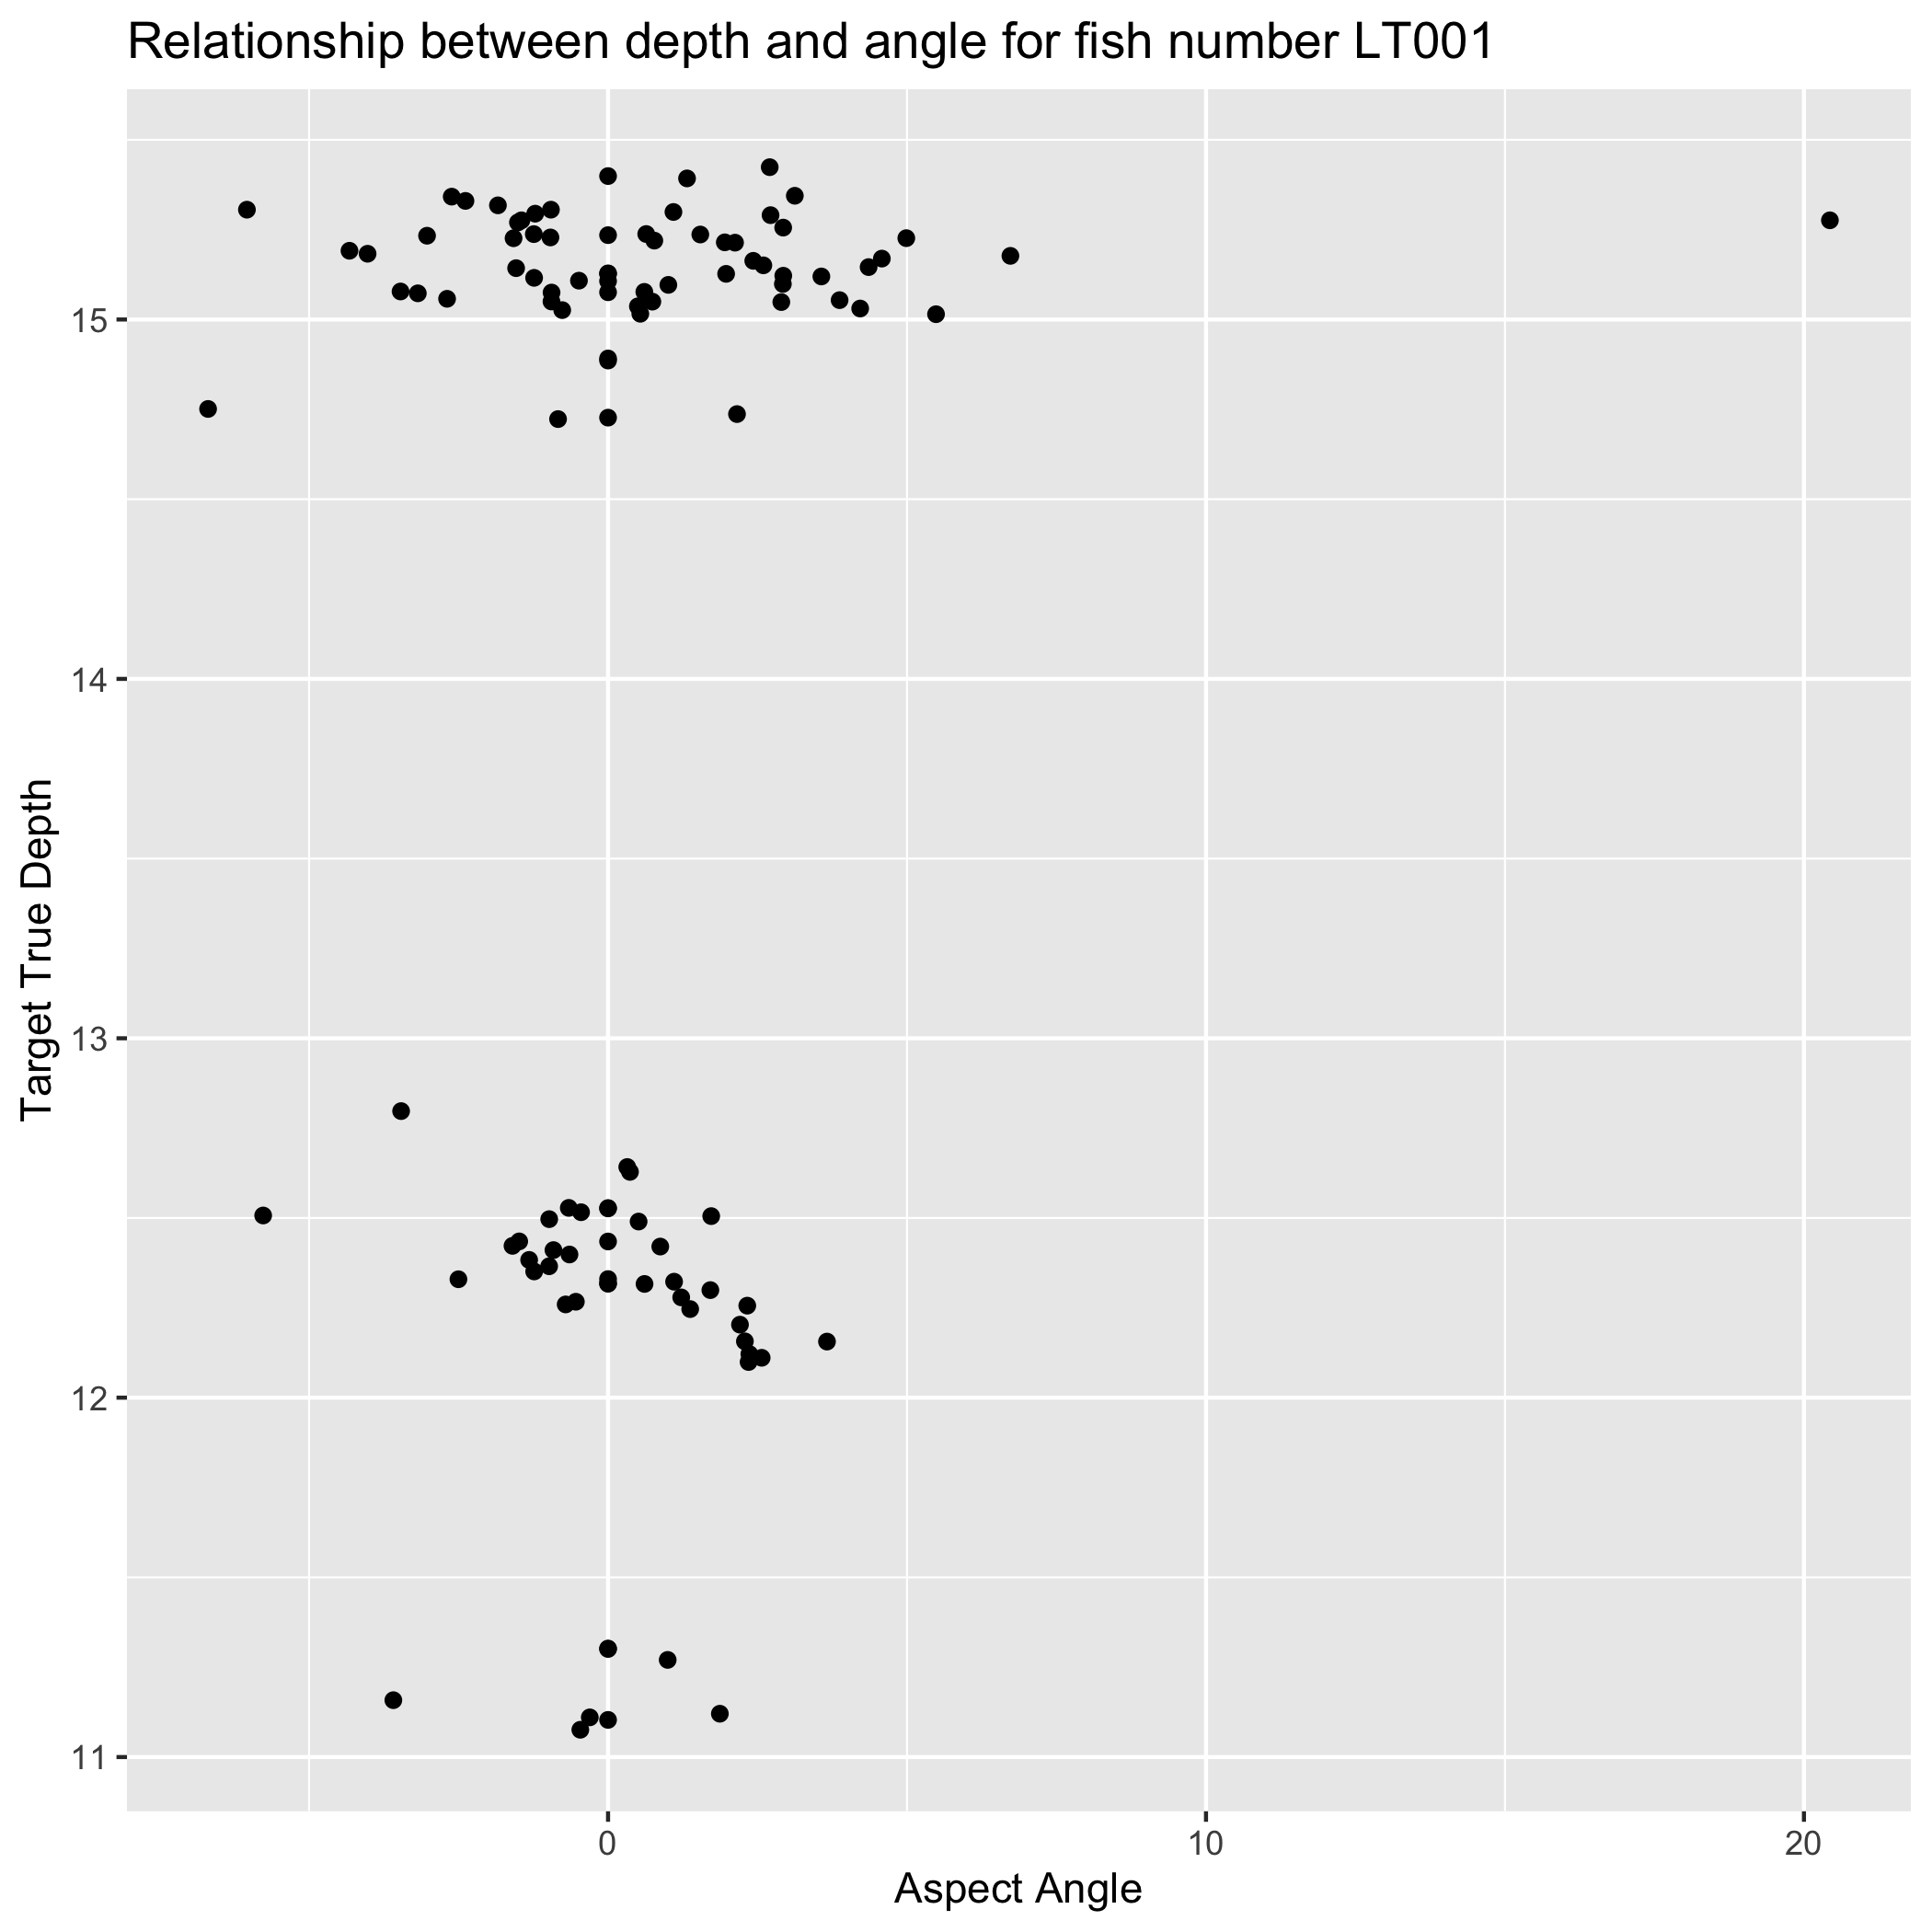 Relationship between depth and angle for fish number LT001
Target True Depth
15
14
13
12
11
0
10
20
Aspect Angle